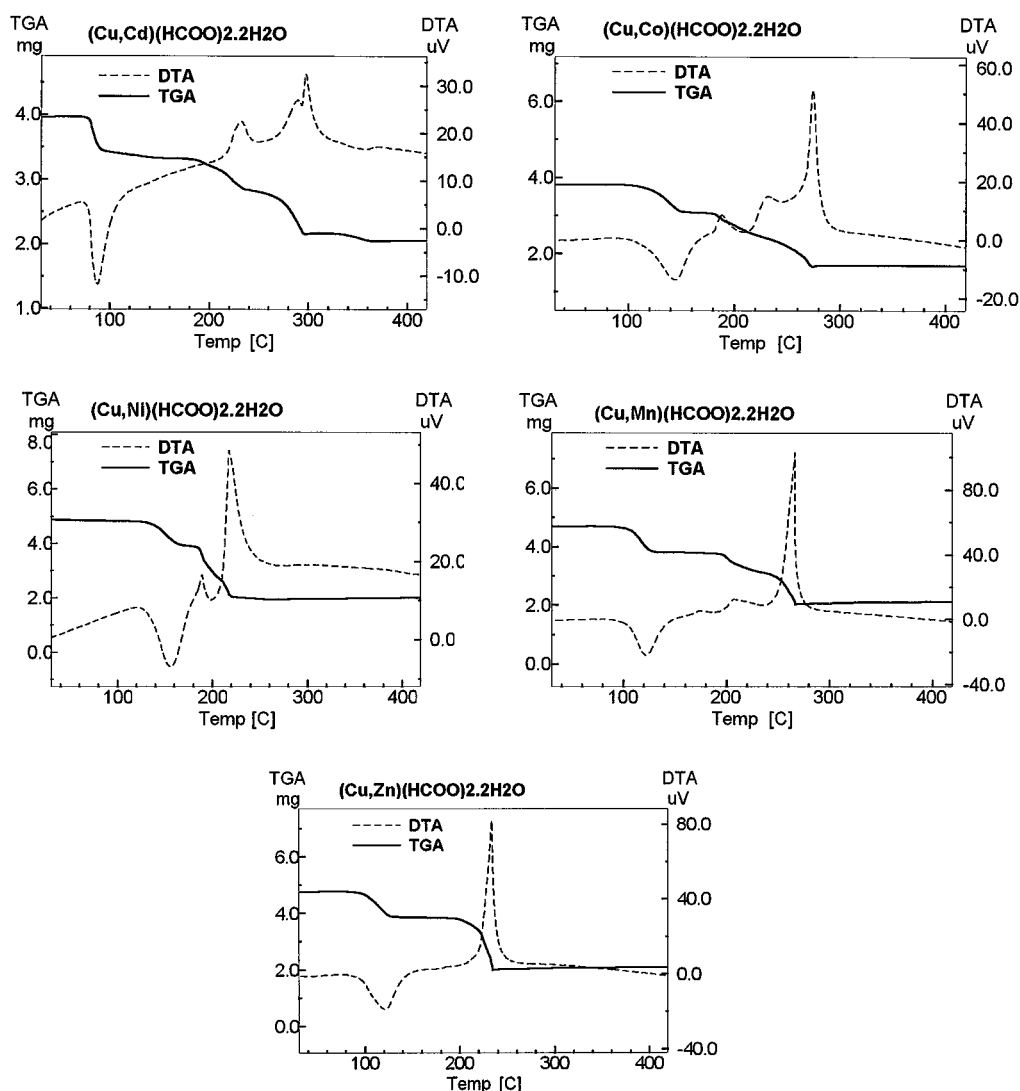 TGA
mg
(Cu,Cd)(HCOO)2.2H2O
DTA
uV
DTA
TGA
4.0
3.0
2.0
1.0
30.0
20.0
10.0
0.0
-10.0
100 200 300 400
Temp [C]
TGA
mg
(Cu,Co)(HCOO)2.2H2O
DTA
uV
DTA
TGA
6.0
4.0
2.0
60.0
40.0
20.0
0.0
-20.0
100 200 300 400
Temp [C]
TGA
mg
(Cu,Ni)(HCOO)2.2H2O
DTA
uV
DTA
TGA
8.0
6.0
4.0
2.0
0.0
40.0
20.0
0.0
100 200 300 400
Temp [C]
TGA
mg
(Cu,Mn)(HCOO)2.2H2O
DTA
uV
DTA
TGA
6.0
4.0
2.0
0.0
80.0
40.0
0.0
-40.0
100 200 300 400
Temp [C]
TGA
mg
(Cu,Zn)(HCOO)2.2H2O
DTA
uV
DTA
TGA
6.0
4.0
2.0
0.0
80.0
40.0
0.0
-40.0
100 200 300 400
Temp [C]